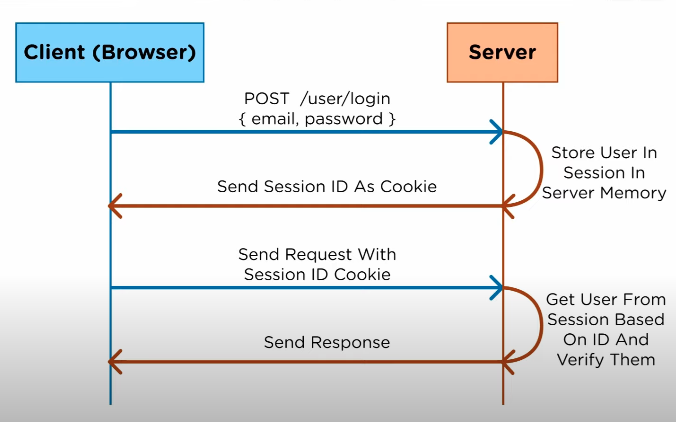 Client (Browser)
Server
POST /user/login
{ email, password }
Store User In
Session In
Server Memory
Send Session ID As Cookie
Send Request With
Session ID Cookie
Get User From
Session Based
On ID And
Verify Them
Send Response